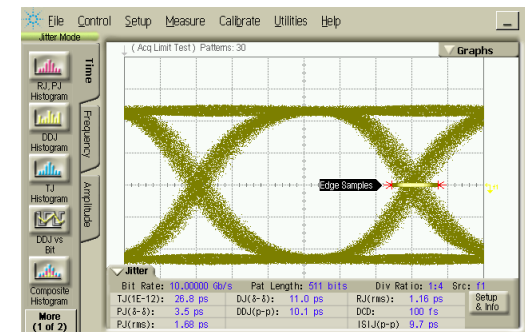 File Control Setup Measure Calibrate Utilities Help
Jitter Mode
( Acq Limit Test ) Patterns: 30
Graphs
RJ, PJ
Histogram
DDJ
Histogram
TJ
Histogram
DDJ vs
Bit
Composite
Histogram
More
(1 of 2)
Time
Frequency
Amplitude
Edge Samples
Jitter
Bit Rate: 10.00000 Gb/s Pat Length: 511 bits Div Ratio: 1:4 Src: f1
TJ(1E-12): 26.8 ps DJ(δ-δ): 11.0 ps RJ(rms): 1.16 ps
PJ(δ-δ): 3.5 ps DDJ(p-p): 10.1 ps DCD: 100 fs
PJ(rms): 1.68 ps ISIJ(p-p) 9.7 ps
Setup
& Info